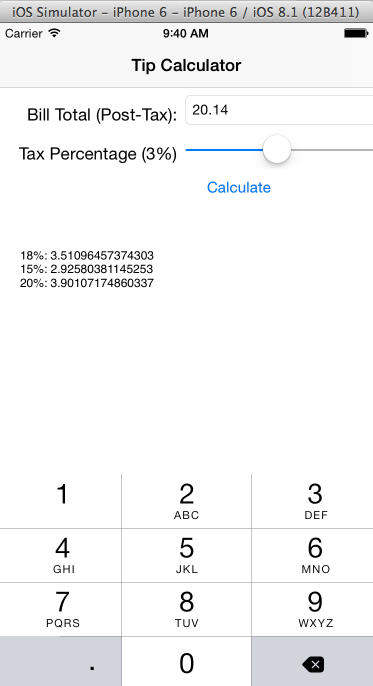 iOS Simulator - iPhone 6 - iPhone 6 / iOS 8.1 (12B411)
Carrier 9:40 AM
Tip Calculator
Bill Total (Post-Tax): 20.14
Tax Percentage (3%)
Calculate
18%: 3.51096457374303
15%: 2.92580381145253
20%: 3.90107174860337
1 2 3
ABC DEF
4 5 6
GHI JKL MNO
7 8 9
PQRS TUV WXYZ
. 0